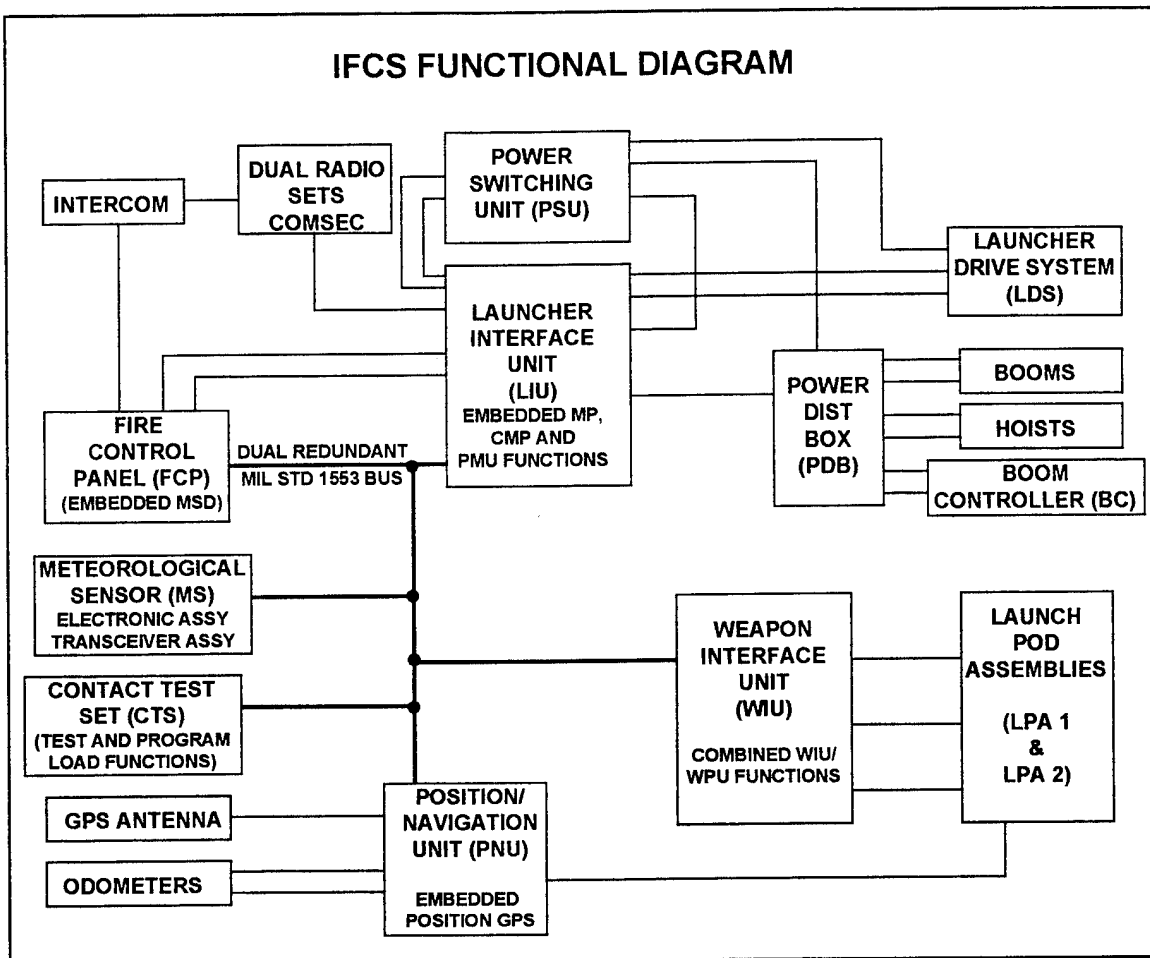 IFCS FUNCTIONAL DIAGRAM
INTERCOM
DUAL RADIO
SETS
COMSEC
POWER
SWITCHING
UNIT (PSU)
LAUNCHER
DRIVE SYSTEM
(LDS)
LAUNCHER
INTERFACE
UNIT
(LIU)
EMBEDDED MP,
CMP AND
PMU FUNCTIONS
POWER
DIST
BOX
(PDB)
BOOMS
HOISTS
BOOM
CONTROLLER (BC)
FIRE
CONTROL
PANEL (FCP)
(EMBEDDED MSD)
DUAL REDUNDANT
MIL STD 1553 BUS
METEOROLOGICAL
SENSOR (MS)
ELECTRONIC ASSY
TRANSCEIVER ASSY
CONTACT TEST
SET (CTS)
(TEST AND PROGRAM
LOAD FUNCTIONS)
WEAPON
INTERFACE
UNIT
(WIU)
COMBINED WIU/
WPU FUNCTIONS
LAUNCH
POD
ASSEMBLIES
(LPA 1
&
LPA 2)
GPS ANTENNA
ODOMETERS
POSITION/
NAVIGATION
UNIT (PNU)
EMBEDDED
POSITION GPS